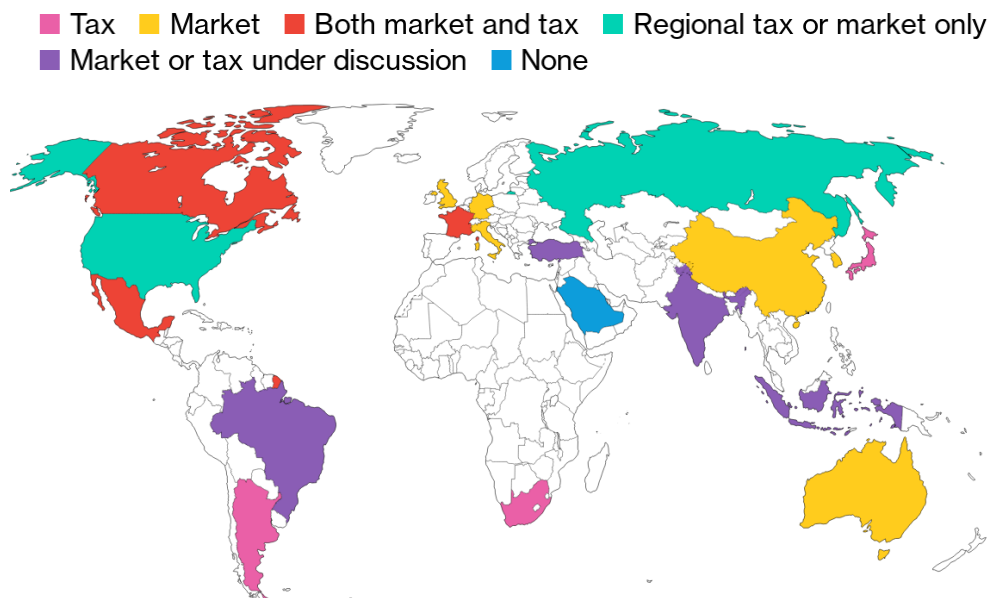 Tax Market Both market and tax Regional tax or market only
Market or tax under discussion None